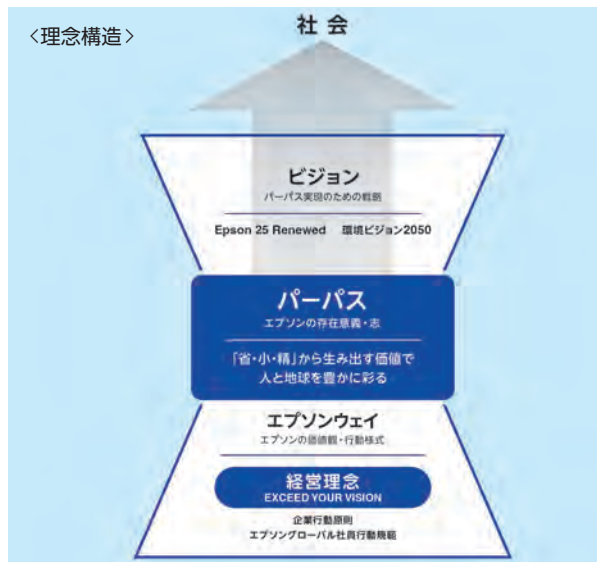 〈理念構造〉
社 会
ビジョン
パーパス実現のための戦略
Epson 25 Renewed　環境ビジョン2050
パーパス
エプソンの存在意義・志
「省・小・精」から生み出す価値で
人と地球を豊かに彩る
エプソンウェイ
エプソンの価値観・行動様式
経営理念
EXCEED YOUR VISION
企業行動原則
エプソングローバル社員行動規範